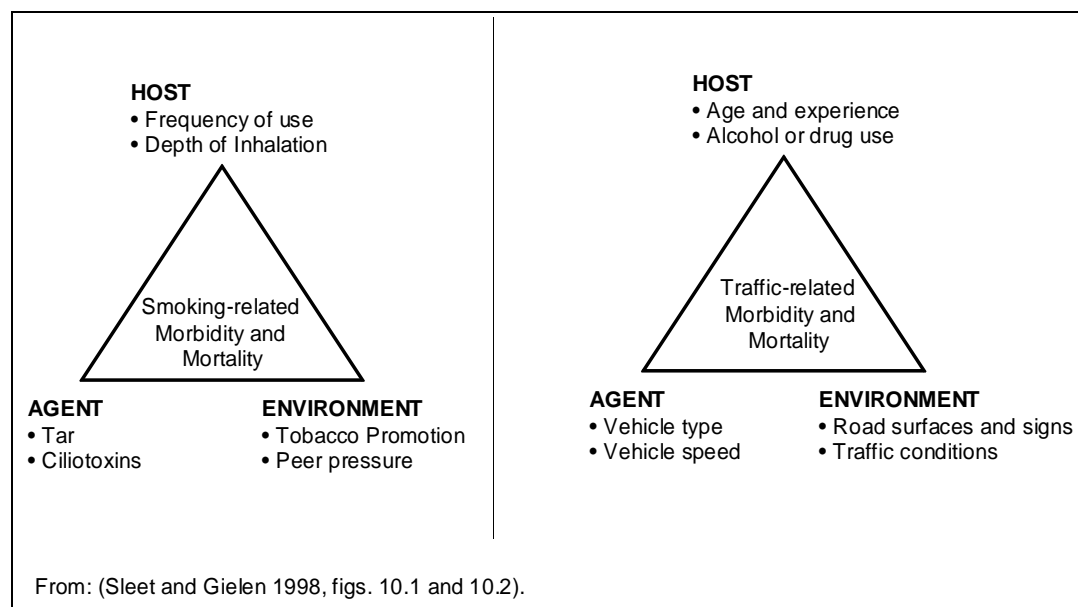 HOST
• Frequency of use
• Depth of Inhalation
Smoking-related
Morbidity and
Mortality
AGENT
• Tar
• Ciliotoxins
ENVIRONMENT
• Tobacco Promotion
• Peer pressure
HOST
• Age and experience
• Alcohol or drug use
Traffic-related
Morbidity and
Mortality
AGENT
• Vehicle type
• Vehicle speed
ENVIRONMENT
• Road surfaces and signs
• Traffic conditions
From: (Sleet and Gielen 1998, figs. 10.1 and 10.2).